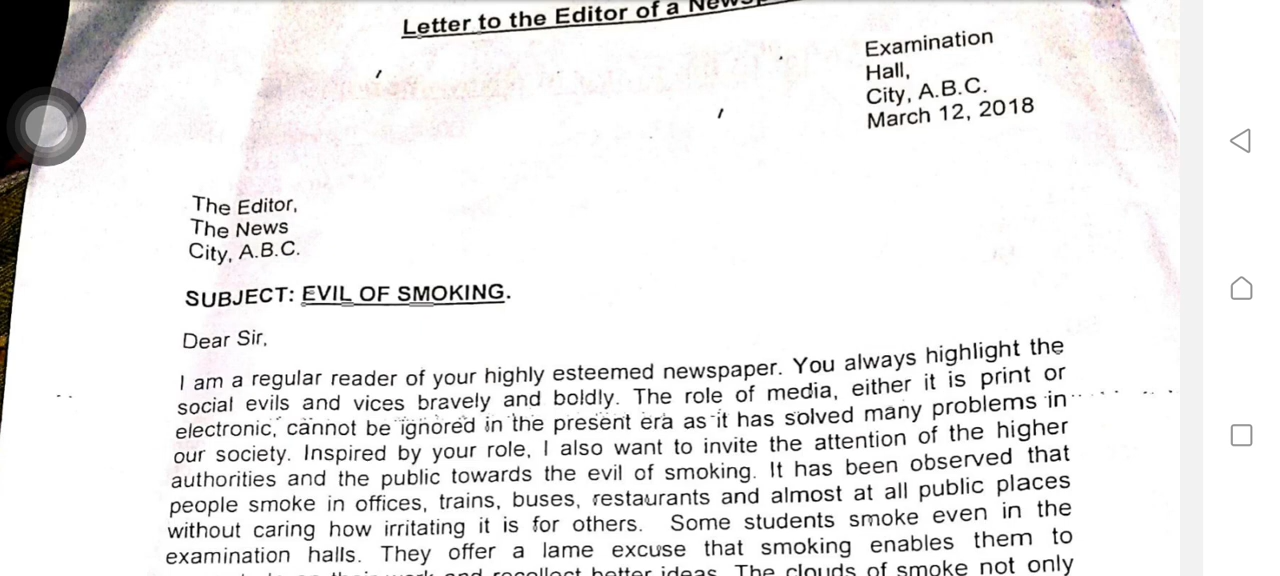 Letter to the Editor of a
Examination
Hall,
City, A.B.C.
March 12, 2018
The Editor,
The News
City, A.B.C.
SUBJECT: EVIL OF SMOKING.
Dear Sir,
I am a regular reader of your highly esteemed newspaper. You always highlight the
social evils and vices bravely and boldly. The role of media, either it is print or
electronic, cannot be ignored in the present era as it has solved many problems in
our society. Inspired by your role, I also want to invite the attention of the higher
authorities and the public towards the evil of smoking. It has been observed that
people smoke in offices, trains, buses, restaurants and almost at all public places
without caring how irritating it is for others. Some students smoke even in the
examination halls. They offer a lame excuse that smoking enables them to
and recollect better ideas. The clouds of smoke not only